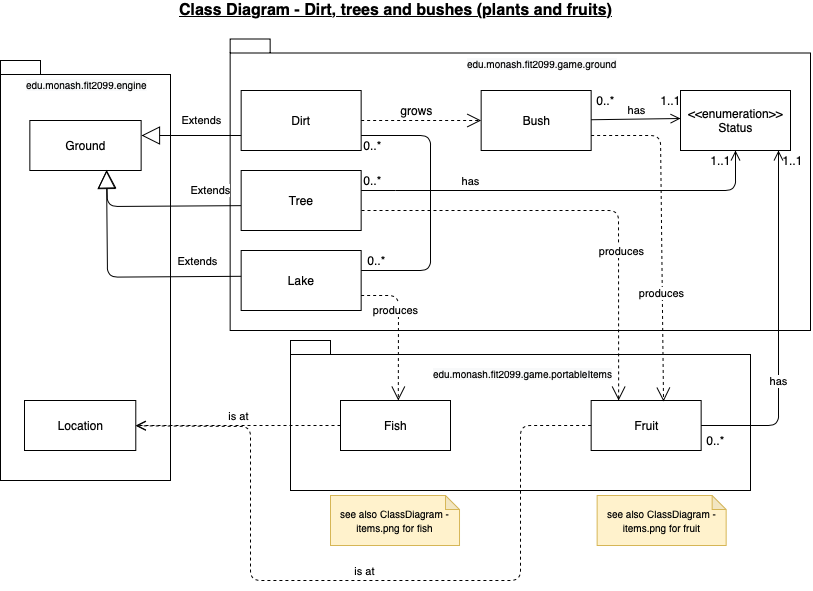 Class Diagram - Dirt, trees and bushes (plants and fruits)
edu.monash.fit2099.game.ground
edu.monash.fit2099.engine
Ground
Extends
Dirt
0..*
grows
Bush
0..*
has
1..1
<<enumeration>>
Status
1..1
1..1
Extends
Tree
0..*
has
Extends
Lake
0..*
produces
produces
produces
edu.monash.fit2099.game.portableItems
has
Location
is at
Fish
Fruit
0..*
see also ClassDiagram -
items.png for fish
see also ClassDiagram -
items.png for fruit
is at